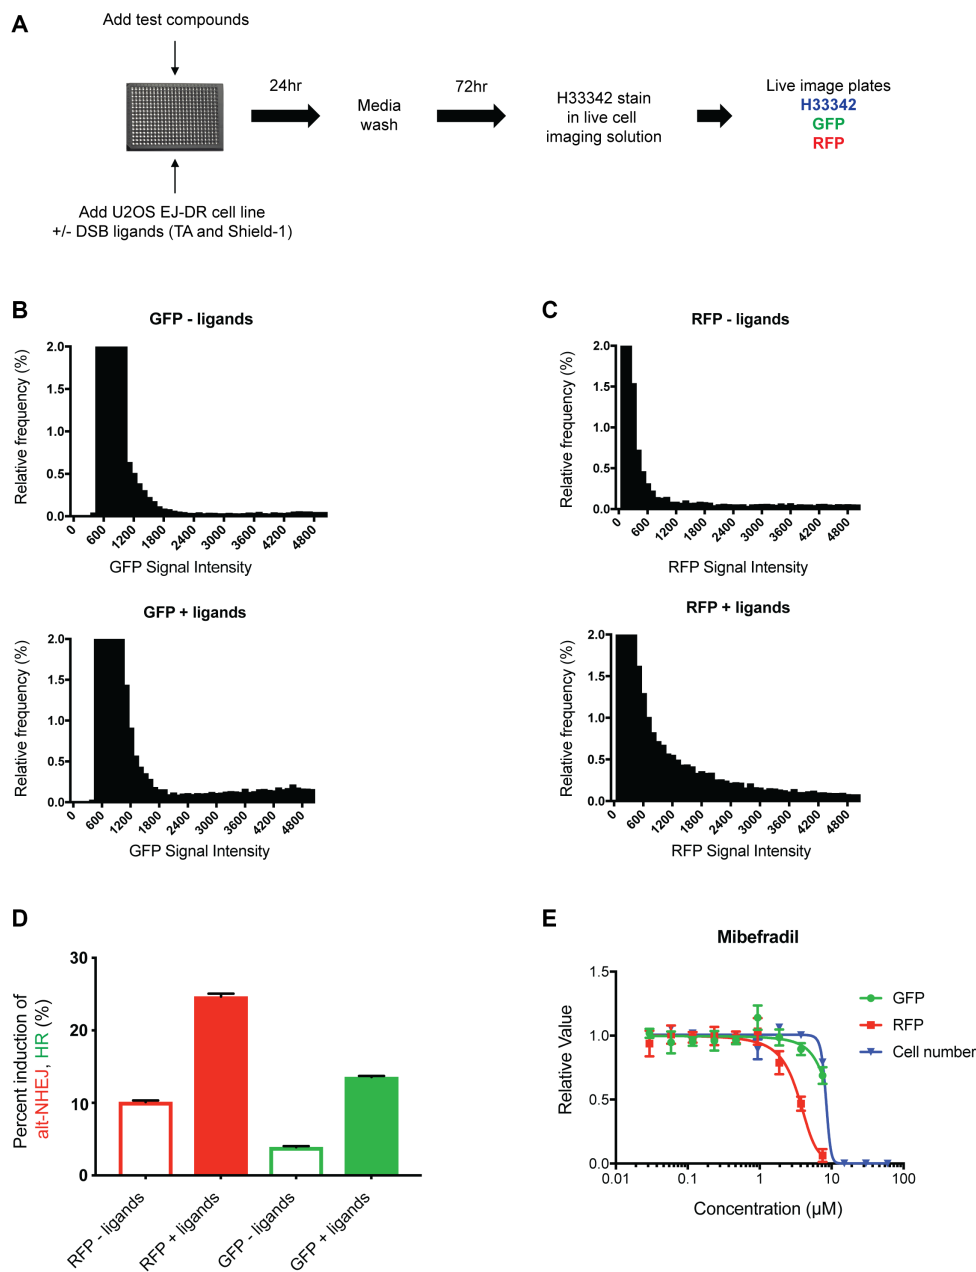 A
Add test compounds
24hr
Media
wash
72hr
H33342 stain
in live cell
imaging solution
Live image plates
H33342
GFP
RFP
Add U2OS EJ-DR cell line
+/- DSB ligands (TA and Shield-1)
B
GFP - ligands
Relative frequency (%)
2.0
1.5
1.0
0.5
0.0
0
600
1200
1800
2400
3000
3600
4200
4800
GFP Signal Intensity
GFP + ligands
Relative frequency (%)
2.0
1.5
1.0
0.5
0.0
0
600
1200
1800
2400
3000
3600
4200
4800
GFP Signal Intensity
C
RFP - ligands
Relative frequency (%)
2.0
1.5
1.0
0.5
0.0
0
600
1200
1800
2400
3000
3600
4200
4800
RFP Signal Intensity
RFP + ligands
Relative frequency (%)
2.0
1.5
1.0
0.5
0.0
0
600
1200
1800
2400
3000
3600
4200
4800
RFP Signal Intensity
D
Percent induction of
alt-NHEJ, HR (%)
30
20
10
0
RFP - ligands
RFP + ligands
GFP - ligands
GFP + ligands
E
Mibefradil
Relative Value
1.5
1.0
0.5
0.0
0.01
0.1
1
10
100
Concentration (µM)
GFP
RFP
Cell number